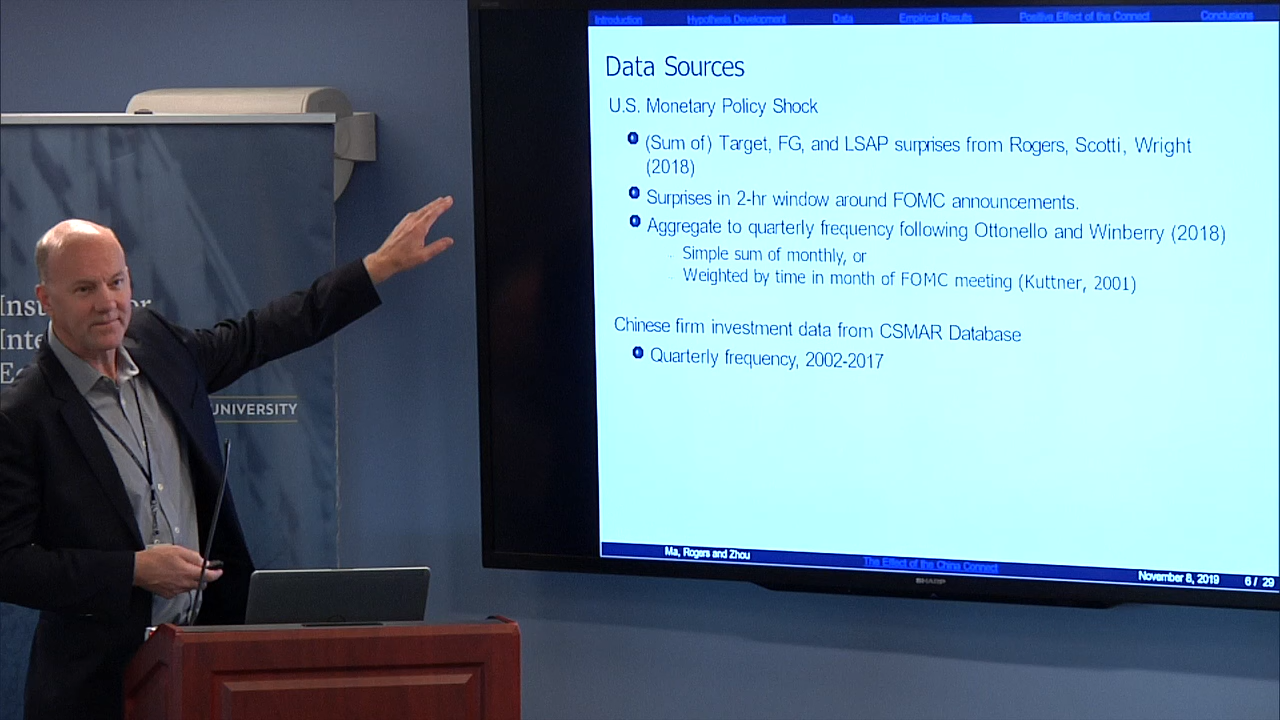 Introduction Hypothesis Development Data Empirical Results Positive Effect of the Connect Conclusions
Data Sources
U.S. Monetary Policy Shock
(Sum of) Target, FG, and LSAP surprises from Rogers, Scotti, Wright
(2018)
Surprises in 2-hr window around FOMC announcements.
Aggregate to quarterly frequency following Ottonello and Winberry (2018)
Simple sum of monthly, or
Weighted by time in month of FOMC meeting (Kuttner, 2001)
Chinese firm investment data from CSMAR Database
Quarterly frequency, 2002-2017
Ma, Rogers and Zhou The Effect of the China Connect November 8, 2019 6 / 29
SHARP
UNIVERSITY